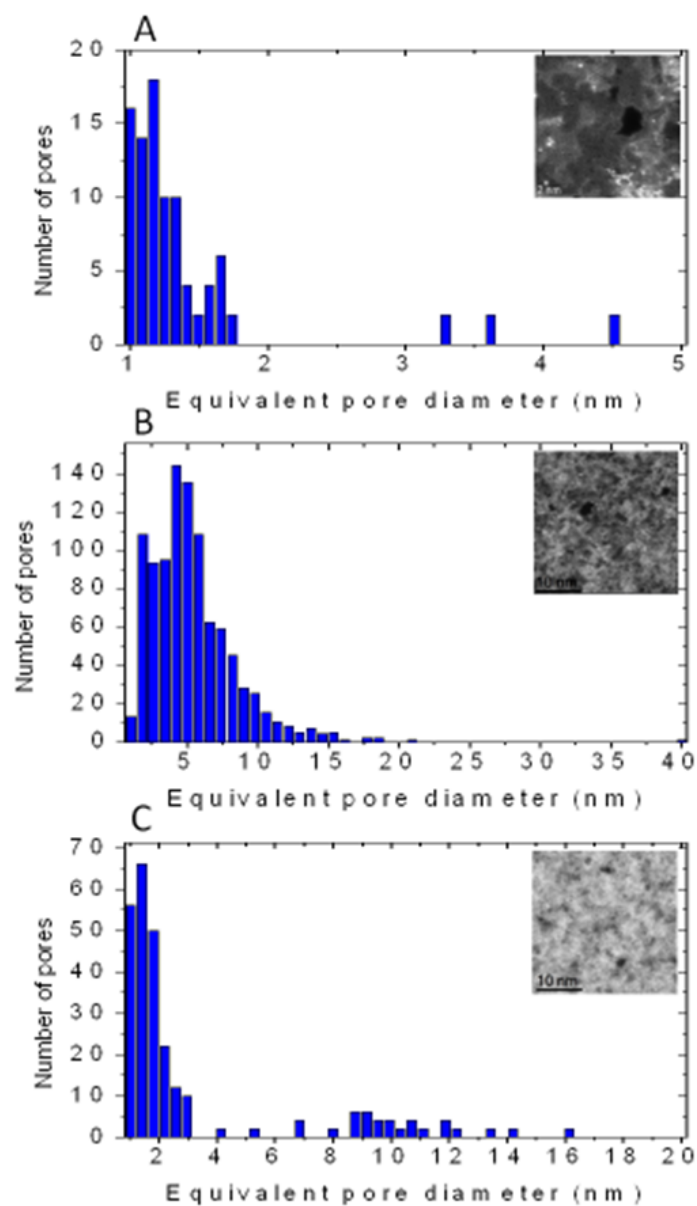 A
20
15
10
5
0
Number of pores
2 nm
1 2 3 4 5
Equivalent pore diameter (nm)
B
140
120
100
80
60
40
20
0
Number of pores
10 nm
5 10 15 20 25 30 35 40
Equivalent pore diameter (nm)
C
70
60
50
40
30
20
10
0
Number of pores
10 nm
2 4 6 8 10 12 14 16 18 20
Equivalent pore diameter (nm)